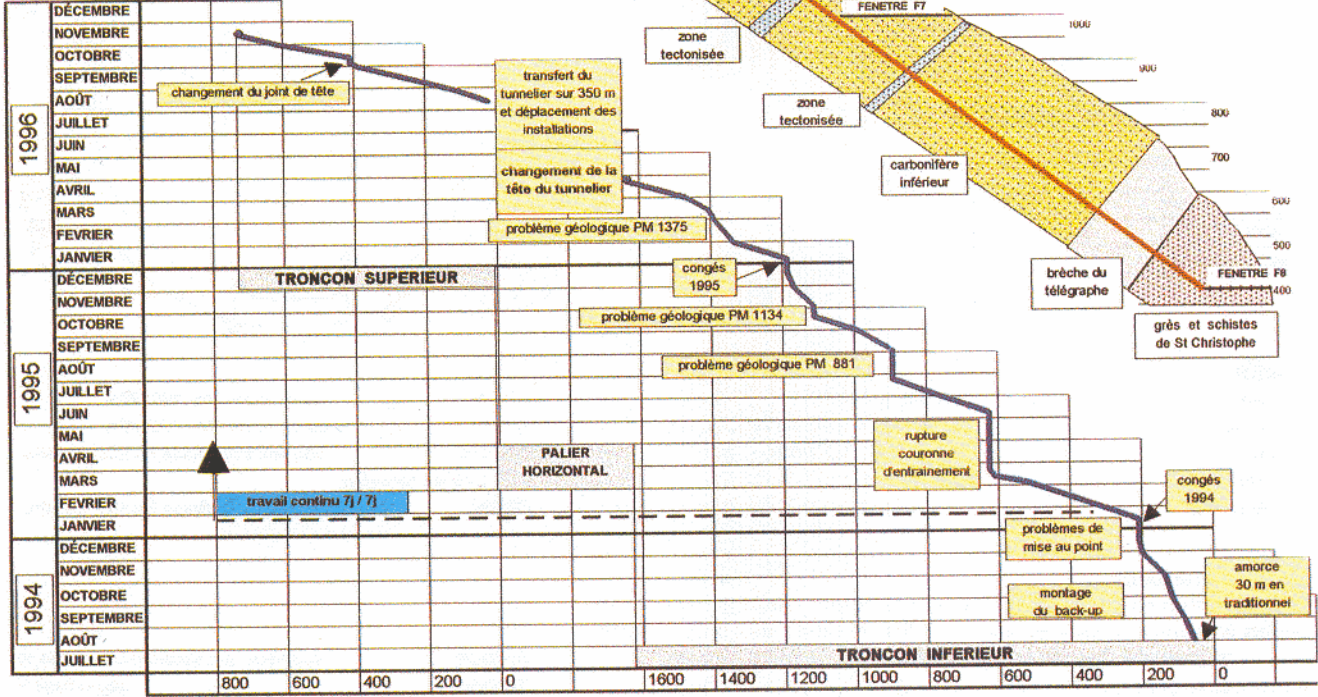 1996
DÉCEMBRE
NOVEMBRE
OCTOBRE
SEPTEMBRE
AOÛT
JUILLET
JUIN
MAI
AVRIL
MARS
FEVRIER
JANVIER
1995
DÉCEMBRE
NOVEMBRE
OCTOBRE
SEPTEMBRE
AOÛT
JUILLET
JUIN
MAI
AVRIL
MARS
FEVRIER
JANVIER
1994
DÉCEMBRE
NOVEMBRE
OCTOBRE
SEPTEMBRE
AOÛT
JUILLET
changement du joint de tête
transfert du
tunnelier sur 350 m
et déplacement des
installations
changement de la
tête du tunnelier
problème géologique PM 1375
TRONCON SUPERIEUR
congés
1995
problème géologique PM 1134
problème géologique PM 881
rupture
couronne
d'entrainement
PALIER
HORIZONTAL
travail continu 7j / 7j
congés
1994
problèmes de
mise au point
montage
du back-up
amorce
30 m en
traditionnel
TRONCON INFERIEUR
800 600 400 200 0 1600 1400 1200 1000 800 600 400 200 0
FENETRE F7
zone
tectonisée
zone
tectonisée
carbonifère
inférieur
brèche du
télégraphe
grès et schistes
de St Christophe
FENETRE F8
1000
900
800
700
600
500
400